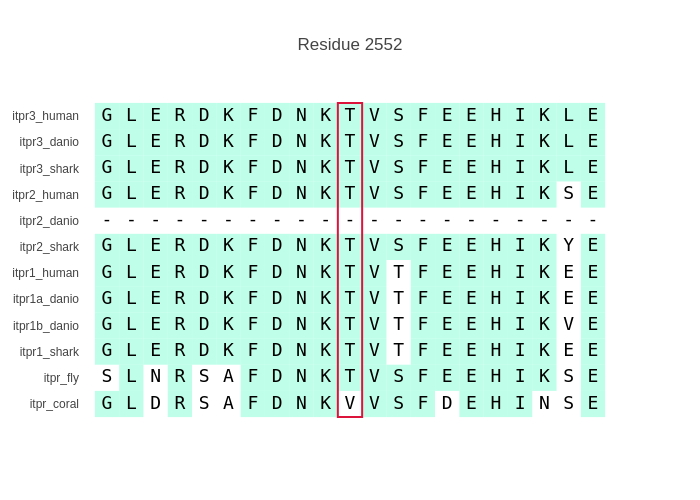 Residue 2552
itpr3_human G L E R D K F D N K T V S F E E H I K L E
itpr3_danio G L E R D K F D N K T V S F E E H I K L E
itpr3_shark G L E R D K F D N K T V S F E E H I K L E
itpr2_human G L E R D K F D N K T V S F E E H I K S E
itpr2_danio - - - - - - - - - - - - - - - - - - - - -
itpr2_shark G L E R D K F D N K T V S F E E H I K Y E
itpr1_human G L E R D K F D N K T V T F E E H I K E E
itpr1a_danio G L E R D K F D N K T V T F E E H I K E E
itpr1b_danio G L E R D K F D N K T V T F E E H I K V E
itpr1_shark G L E R D K F D N K T V T F E E H I K E E
itpr_fly S L N R S A F D N K T V S F E E H I K S E
itpr_coral G L D R S A F D N K V V S F D E H I N S E